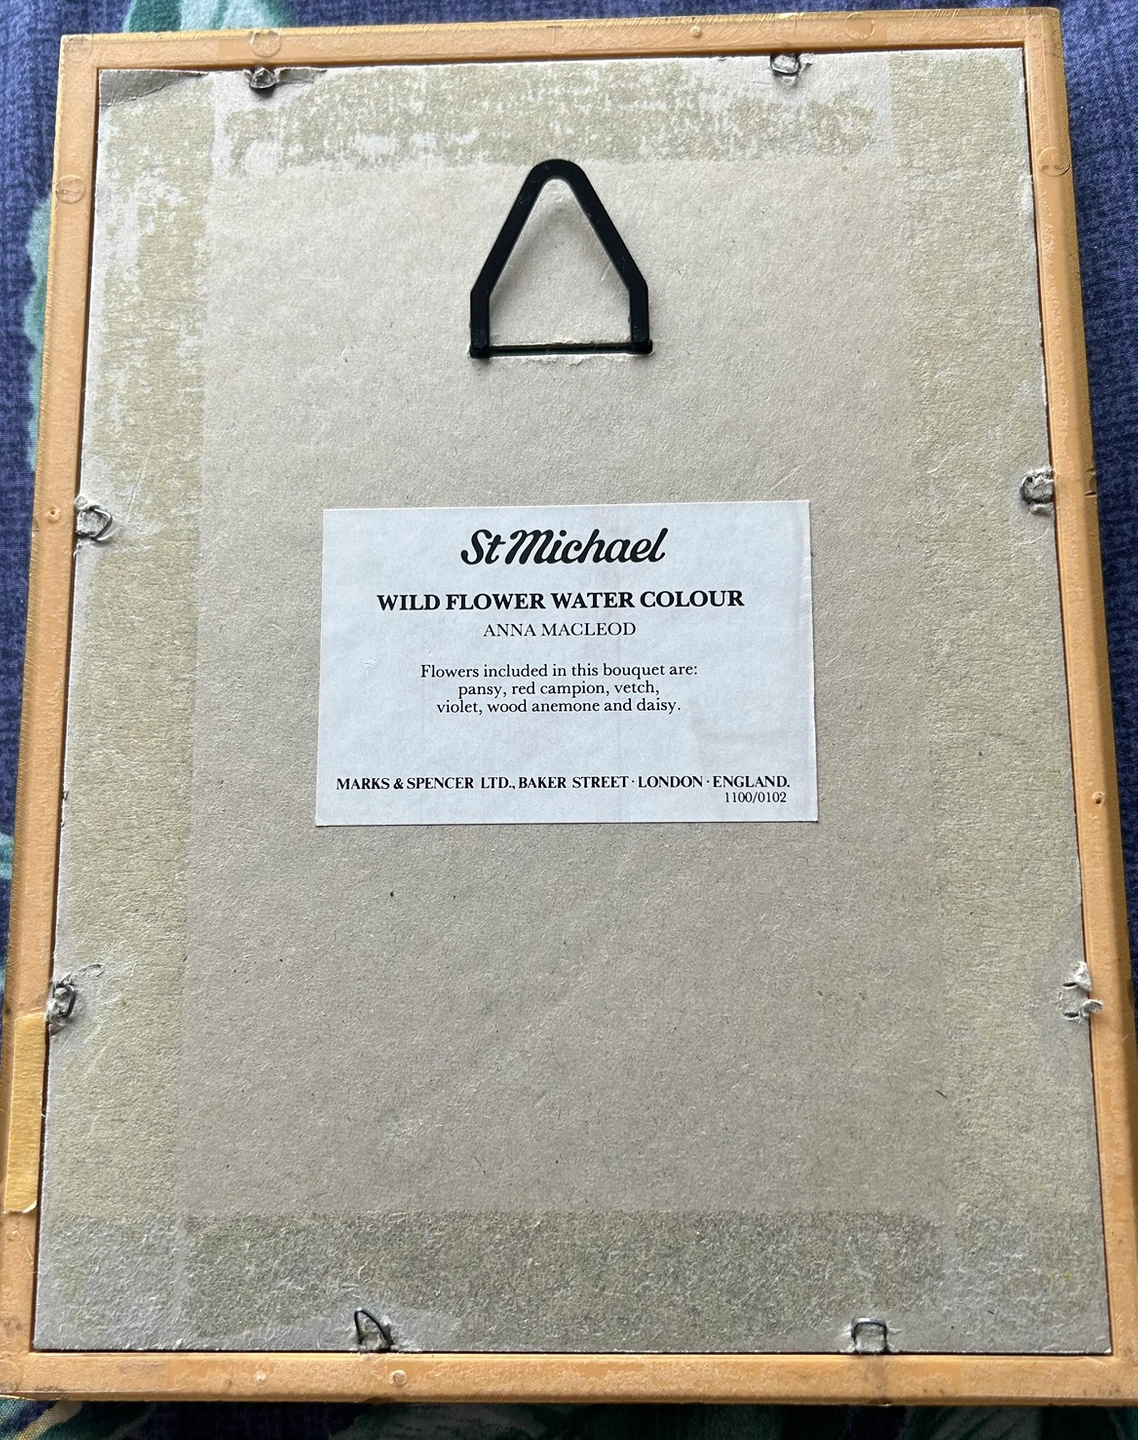 St Michael
WILD FLOWER WATER COLOUR
ANNA MACLEOD
Flowers included in this bouquet are:
pansy, red campion, vetch,
violet, wood anemone and daisy.
MARKS & SPENCER LTD., BAKER STREET · LONDON · ENGLAND.
1100/0102